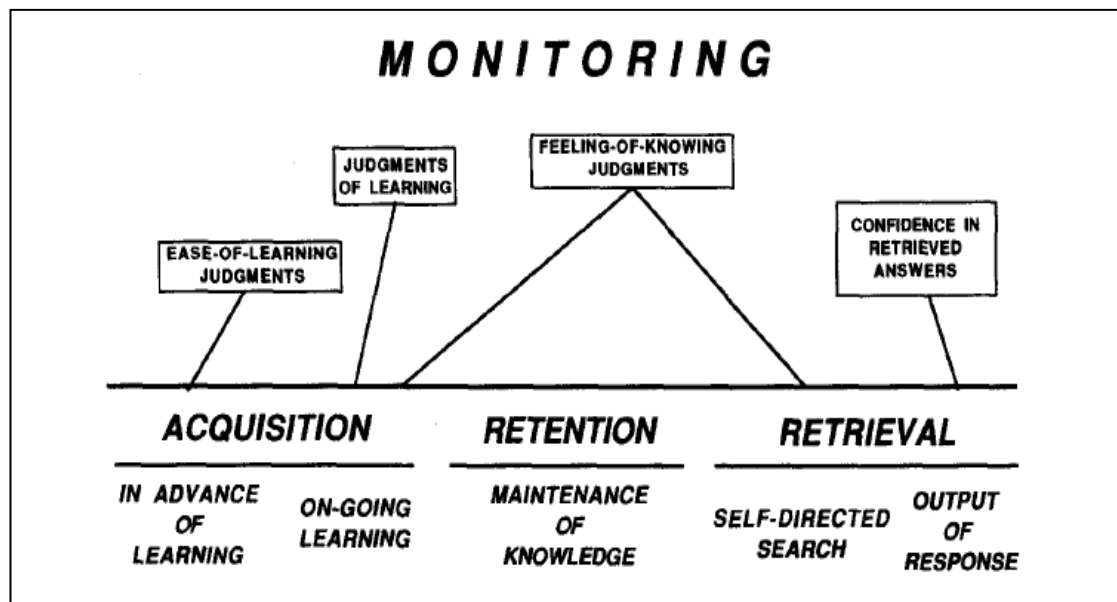 MONITORING
JUDGMENTS
OF LEARNING
FEELING-OF-KNOWING
JUDGMENTS
EASE-OF-LEARNING
JUDGMENTS
CONFIDENCE IN
RETRIEVED
ANSWERS
ACQUISITION
RETENTION
RETRIEVAL
IN ADVANCE
OF
LEARNING
ON-GOING
LEARNING
MAINTENANCE
OF
KNOWLEDGE
SELF-DIRECTED
SEARCH
OUTPUT
OF
RESPONSE